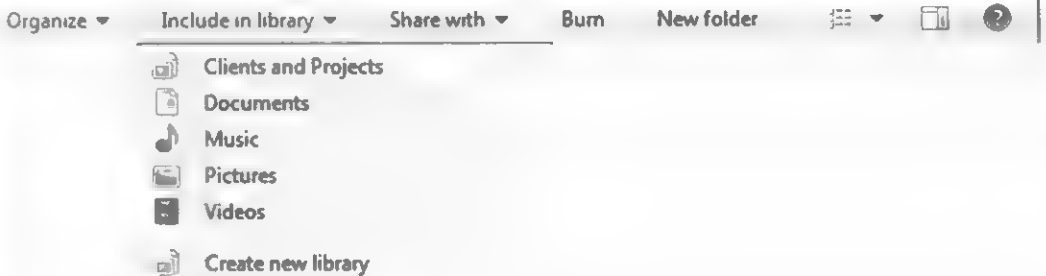 Organize Include in library Share with Burn New folder
Clients and Projects
Documents
Music
Pictures
Videos
Create new library